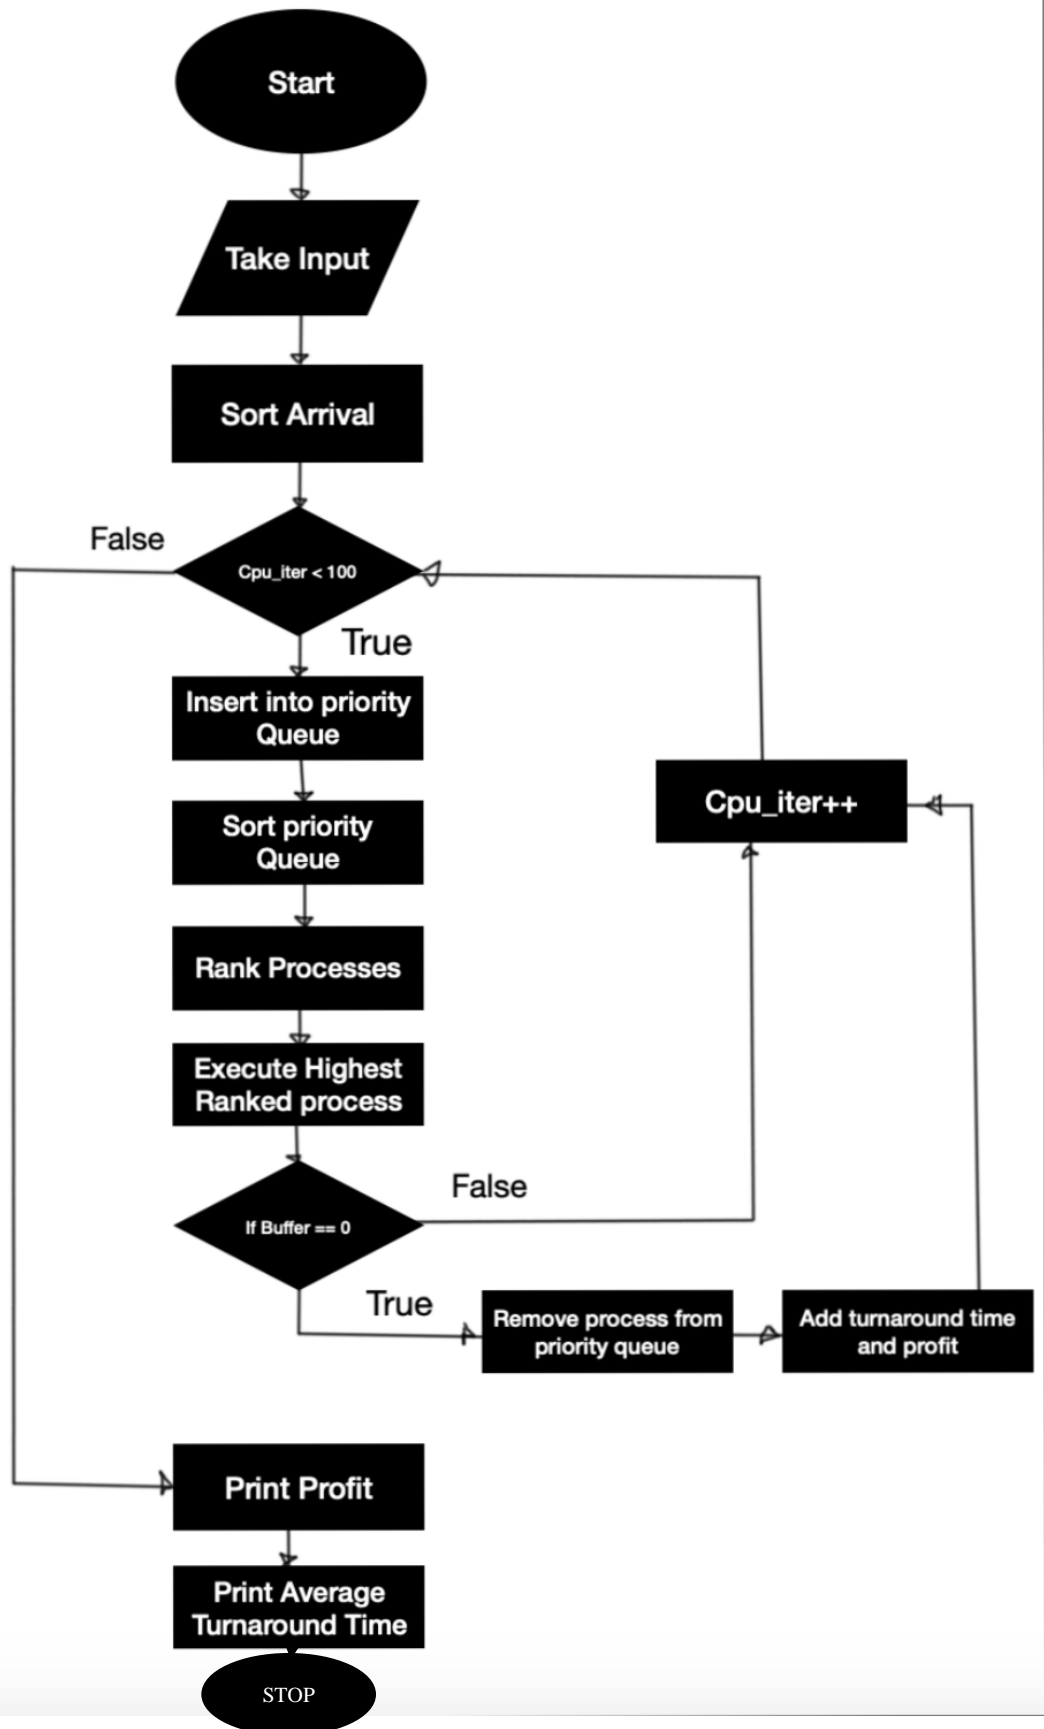 Start
Take Input
Sort Arrival
False
Cpu_iter < 100
True
Insert into priority
Queue
Sort priority
Queue
Cpu_iter++
Rank Processes
Execute Highest
Ranked process
False
If Buffer == 0
True
Remove process from
priority queue
Add turnaround time
and profit
Print Profit
Print Average
Turnaround Time
STOP